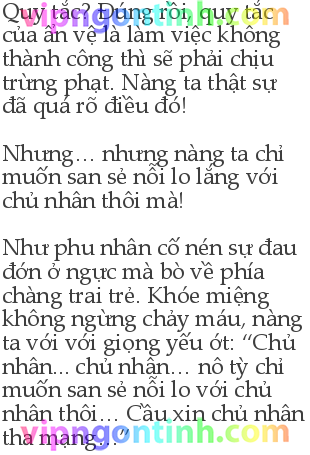 Quy tắc? Đúng rồi, quy tắc
của ẩn vệ là làm việc không
thành công thì sẽ phải chịu
trừng phạt. Nàng ta thật sự
đã quá rõ điều đó!
Nhưng… nhưng nàng ta chỉ
muốn san sẻ nỗi lo lắng với
chủ nhân thôi mà!
Như phu nhân cố nén sự đau
đớn ở ngực mà bò về phía
chàng trai trẻ. Khóe miệng
không ngừng chảy máu, nàng
ta với với giọng yếu ớt: “Chủ
nhân... chủ nhân… nô tỳ chỉ
muốn san sẻ nỗi lo với chủ
nhân thôi… Cầu xin chủ nhân
tha mạng…”
vipngontinh.com
vipngontinh.com